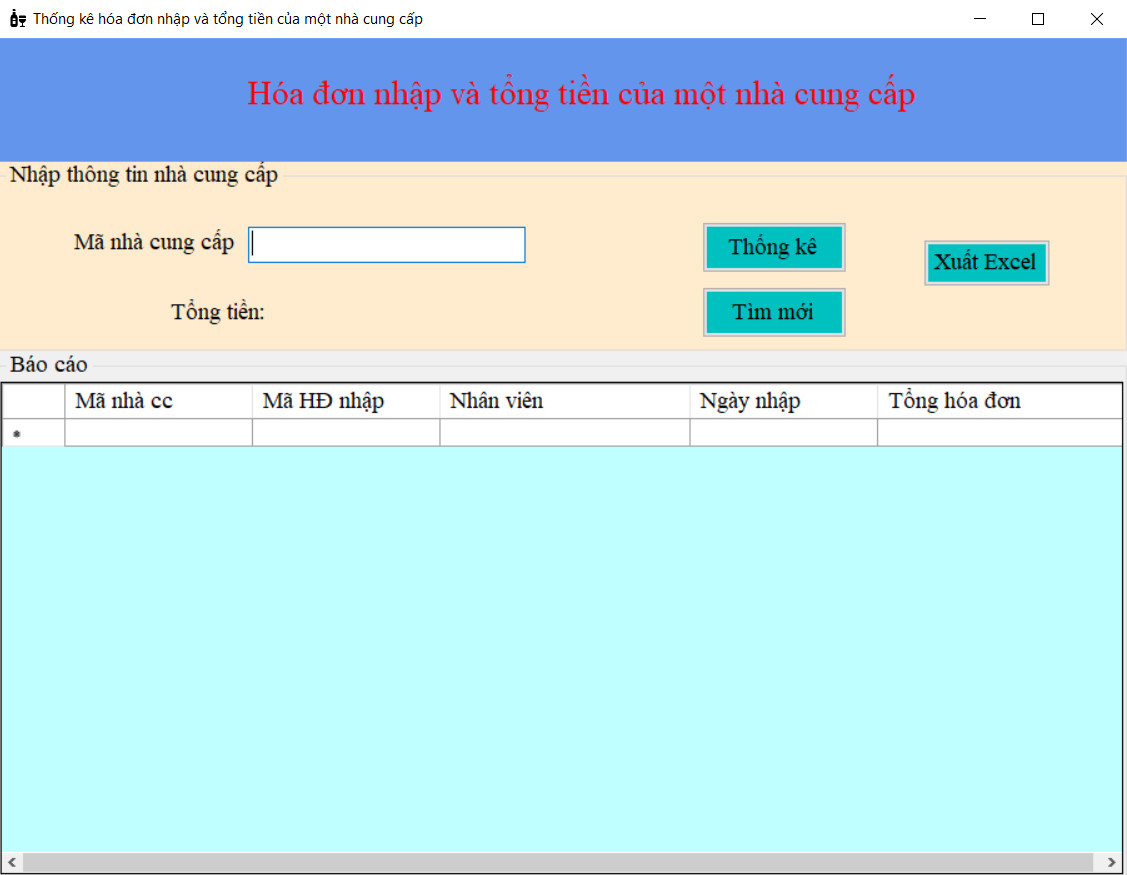 Thống kê hóa đơn nhập và tổng tiền của một nhà cung cấp
Hóa đơn nhập và tổng tiền của một nhà cung cấp
Nhập thông tin nhà cung cấp
Mã nhà cung cấp
Thống kê
Xuất Excel
Tổng tiền:
Tìm mới
Báo cáo
Mã nhà cc Mã HĐ nhập Nhân viên Ngày nhập Tổng hóa đơn